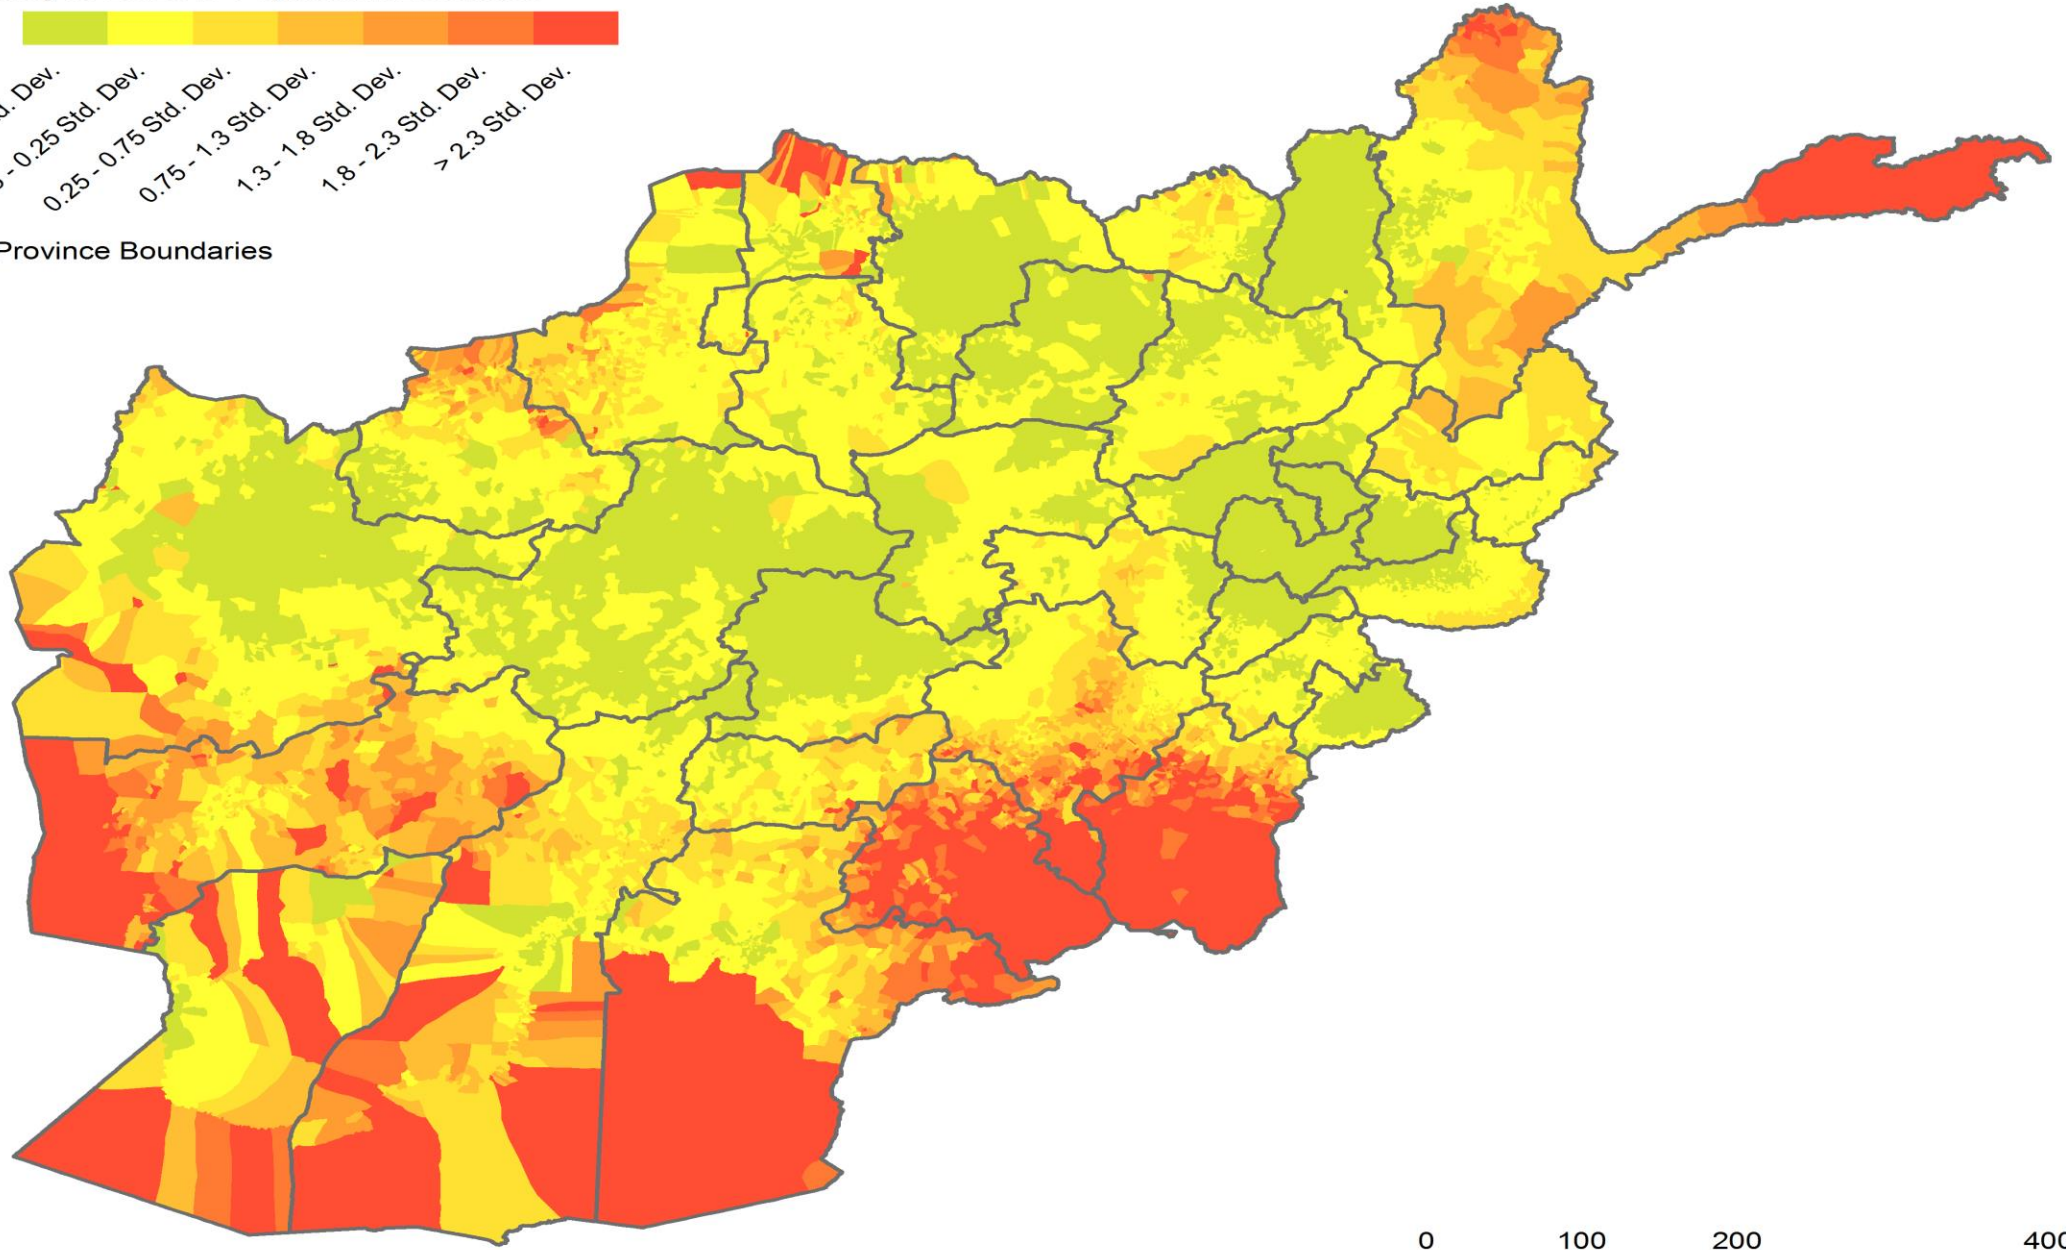 Std. Dev.
- 0.25 Std. Dev.
0.25 - 0.75 Std. Dev.
0.75 - 1.3 Std. Dev.
1.3 - 1.8 Std. Dev.
1.8 - 2.3 Std. Dev.
> 2.3 Std. Dev.
Province Boundaries
0 100 200 400